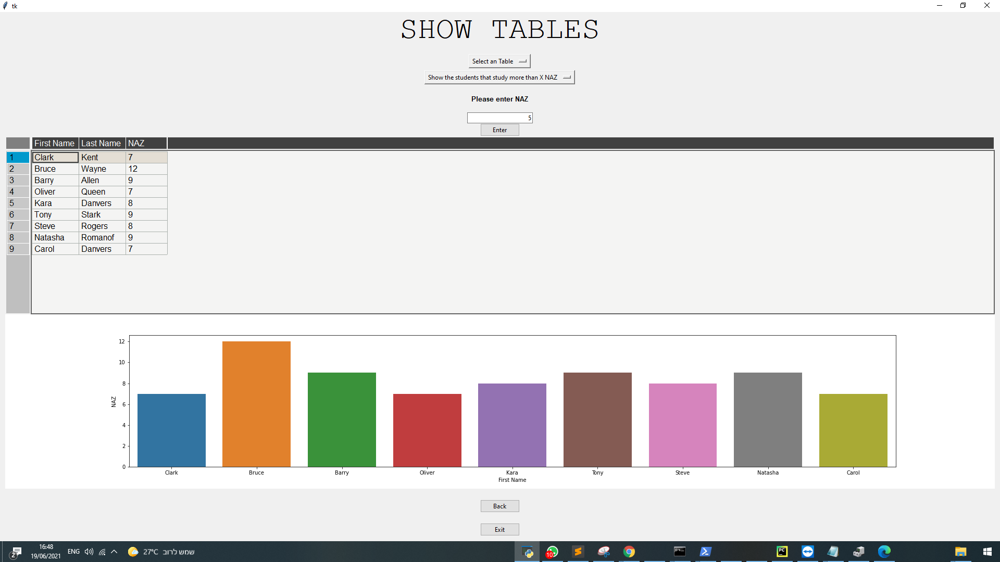 tk
SHOW TABLES
Select an Table
Show the students that study more than X NAZ
Please enter NAZ
5
Enter
First Name Last Name NAZ
1 Clark Kent 7
2 Bruce Wayne 12
3 Barry Allen 9
4 Oliver Queen 7
5 Kara Danvers 8
6 Tony Stark 9
7 Steve Rogers 8
8 Natasha Romanof 9
9 Carol Danvers 7
12
10
8
6
4
2
0
NAZ
Clark Bruce Barry Oliver Kara Tony Steve Natasha Carol
First Name
Back
Exit
2
16:48
19/06/2021
ENG
27°C שמש לרוב
10
PC